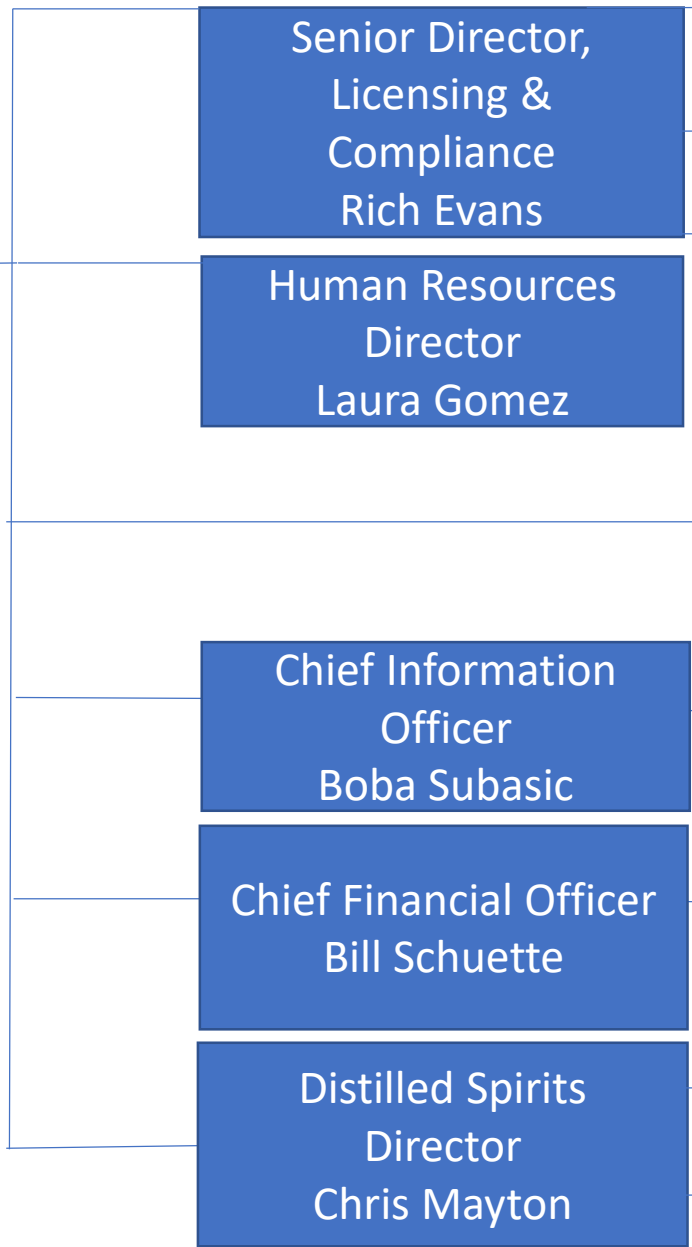 Senior Director,
Licensing &
Compliance
Rich Evans
Human Resources
Director
Laura Gomez
Chief Information
Officer
Boba Subasic
Chief Financial Officer
Bill Schuette
Distilled Spirits
Director
Chris Mayton